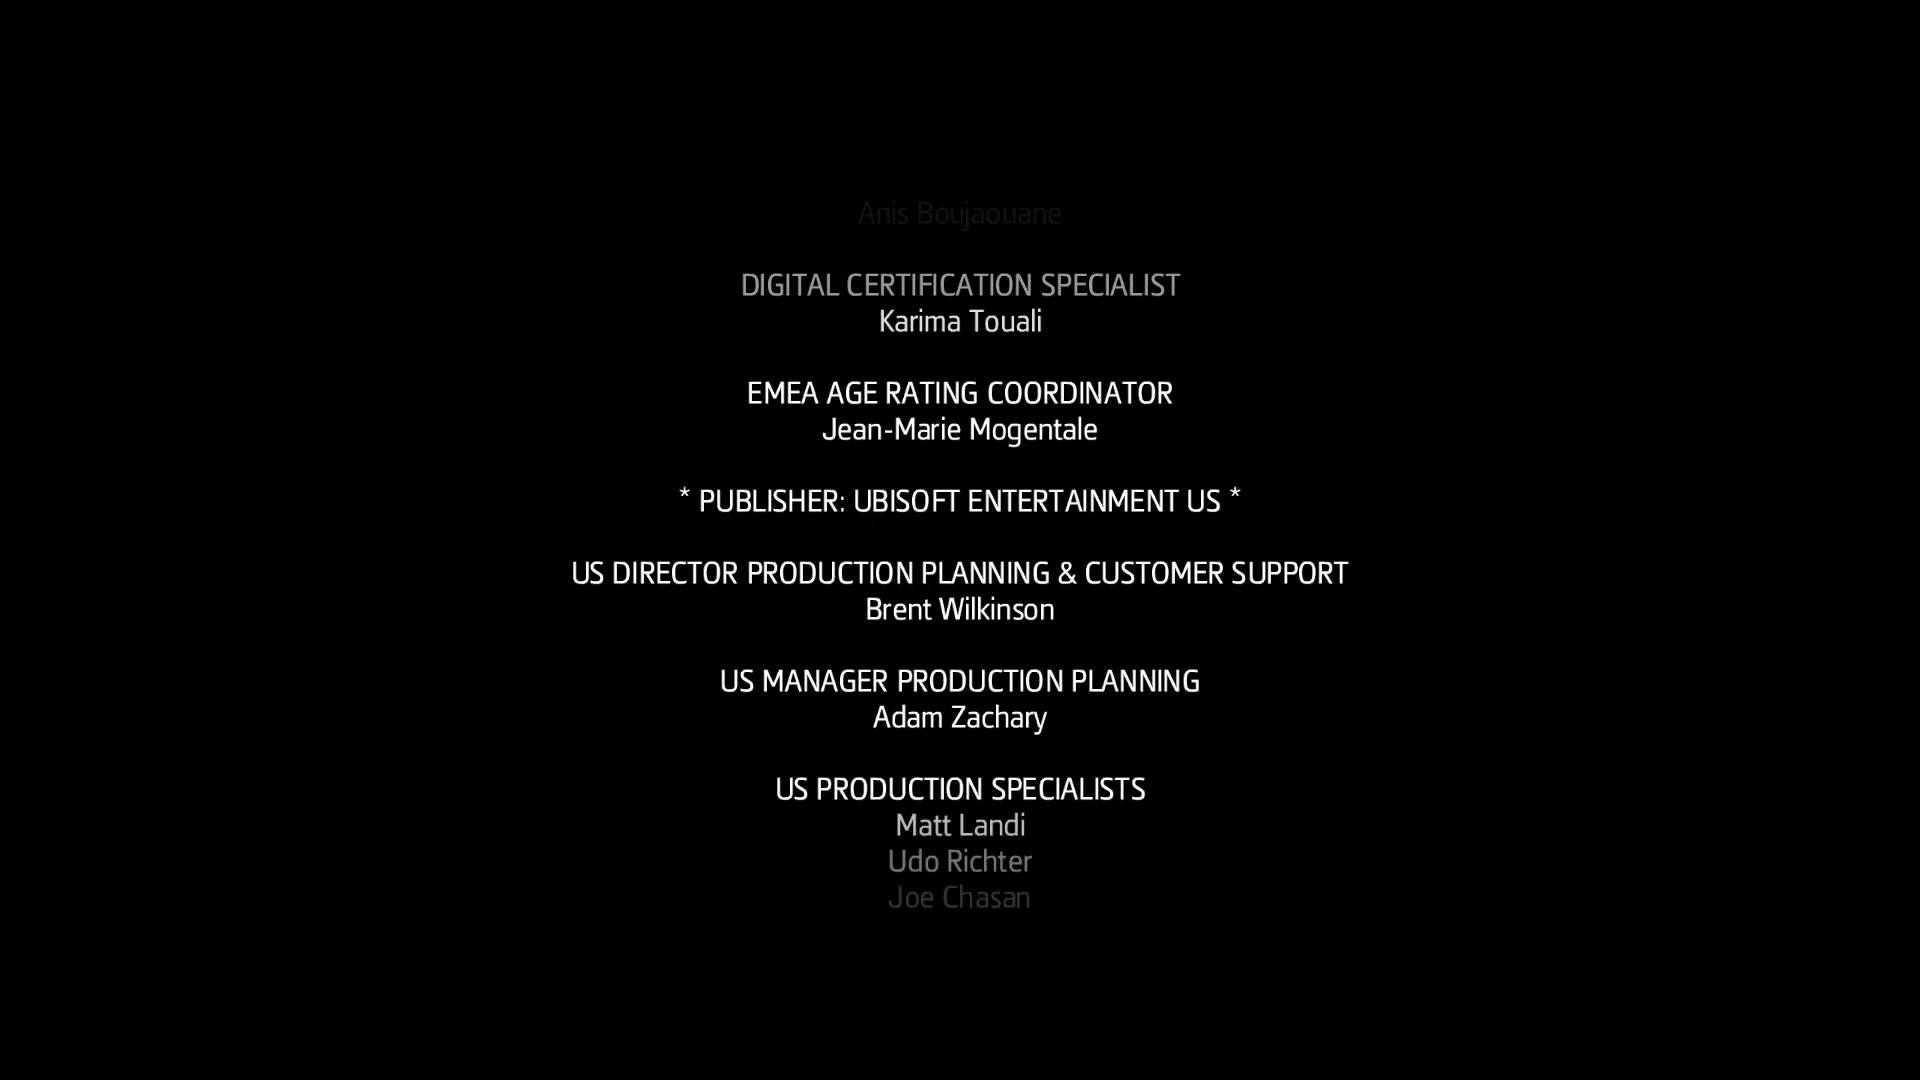 Anis Boujaouane
DIGITAL CERTIFICATION SPECIALIST
Karima Touali
EMEA AGE RATING COORDINATOR
Jean-Marie Mogentale
* PUBLISHER: UBISOFT ENTERTAINMENT US *
US DIRECTOR PRODUCTION PLANNING & CUSTOMER SUPPORT
Brent Wilkinson
US MANAGER PRODUCTION PLANNING
Adam Zachary
US PRODUCTION SPECIALISTS
Matt Landi
Udo Richter
Joe Chasan